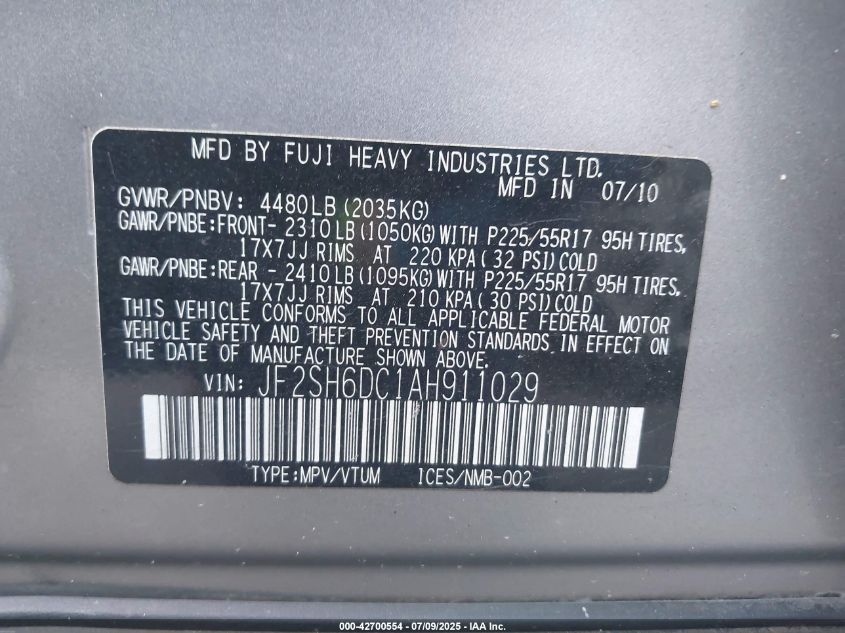 MFD BY FUJI HEAVY INDUSTRIES LTD.
MFD IN 07/10
GVWR/PNBV: 4480LB (2035KG)
GAWR/PNBE:FRONT- 2310LB (1050KG) WITH P225/55R17 95H TIRES,
17X7JJ RIMS AT 220 KPA ( 32 PSI) COLD
GAWR/PNBE:REAR - 2410LB (1095KG) WITH P225/55R17 95H TIRES,
17X7JJ RIMS AT 210 KPA ( 30 PSI) COLD
THIS VEHICLE CONFORMS TO ALL APPLICABLE FEDERAL MOTOR
VEHICLE SAFETY AND THEFT PREVENTION STANDARDS IN EFFECT ON
THE DATE OF MANUFACTURE SHOWN ABOVE.
VIN: JF2SH6DC1AH911029
TYPE:MPV/VTUM ICES/NMB-002
000-42700554 - 07/09/2025 - IAA Inc.